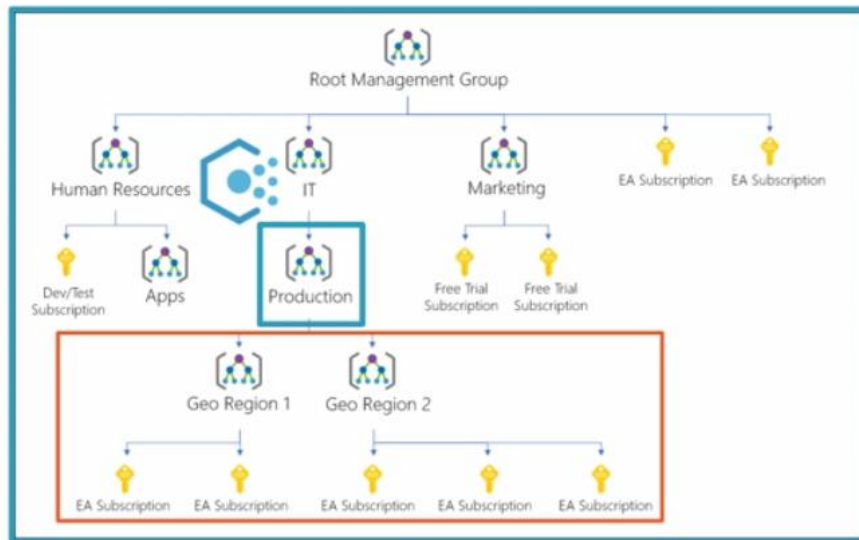 Root Management Group
Human Resources
IT
Marketing
EA Subscription
EA Subscription
Dev/Test
Subscription
Apps
Production
Free Trial
Subscription
Free Trial
Subscription
Geo Region 1
Geo Region 2
EA Subscription
EA Subscription
EA Subscription
EA Subscription
EA Subscription